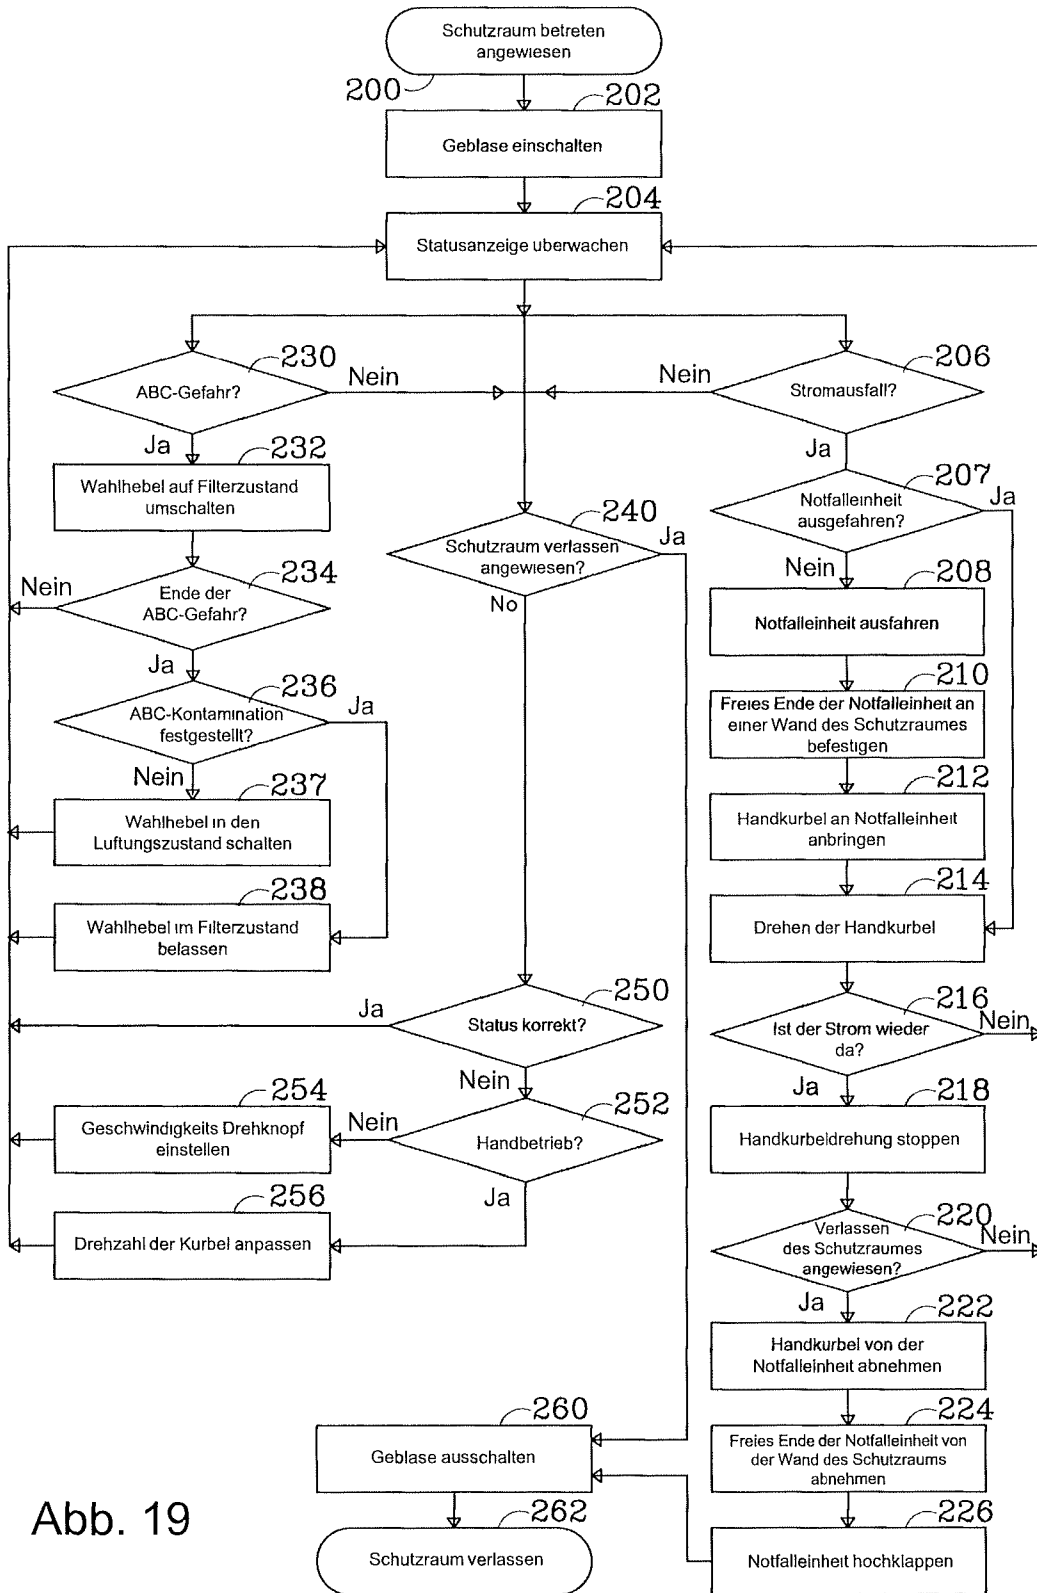 Schutzraum betreten
angewiesen
200
202
Geblase einschalten
204
Statusanzeige uberwachen
230
ABC-Gefahr?
Nein
Ja
232
Wahlhebel auf Filterzustand
umschalten
234
Nein
Ende der
ABC-Gefahr?
Ja
236
ABC-Kontamination
festgestellt?
Ja
Nein
237
Wahlhebel in den
Luftungszustand schalten
238
Wahlhebel im Filterzustand
belassen
240
Schutzraum verlassen
angewiesen?
Ja
No
250
Ja
Status korrekt?
Nein
252
Handbetrieb?
Nein
Ja
254
Geschwindigkeits Drehknopf
einstellen
256
Drehzahl der Kurbel anpassen
206
Nein
Stromausfall?
Ja
207
Notfalleinheit
ausgefahren?
Ja
Nein
208
Notfalleinheit ausfahren
210
Freies Ende der Notfalleinheit an
einer Wand des Schutzraumes
befestigen
212
Handkurbel an Notfalleinheit
anbringen
214
Drehen der Handkurbel
216
Ist der Strom wieder
da?
Nein
Ja
218
Handkurbeldrehung stoppen
220
Verlassen
des Schutzraumes
angewiesen?
Nein
Ja
222
Handkurbel von der
Notfalleinheit abnehmen
224
Freies Ende der Notfalleinheit von
der Wand des Schutzraums
abnehmen
226
Notfalleinheit hochklappen
260
Geblase ausschalten
262
Schutzraum verlassen
Abb. 19